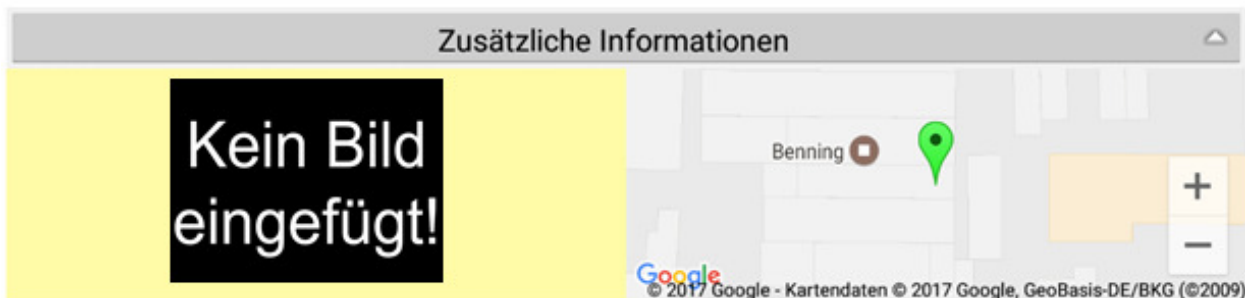 Zusätzliche Informationen
Kein Bild
eingefügt!
Benning
+
−
Google
© 2017 Google - Kartendaten © 2017 Google, GeoBasis-DE/BKG (©2009)